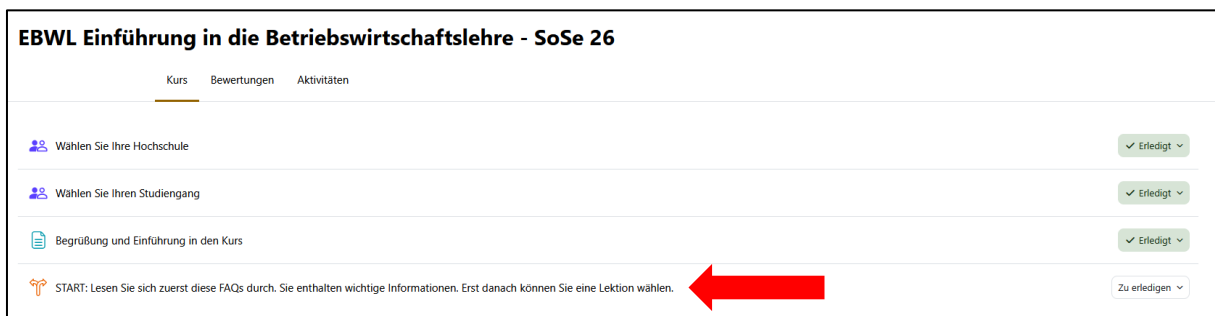 EBWL Einführung in die Betriebswirtschaftslehre - SoSe 26
Kurs Bewertungen Aktivitäten
Wählen Sie Ihre Hochschule Erledigt
Wählen Sie Ihren Studiengang Erledigt
Begrüßung und Einführung in den Kurs Erledigt
START: Lesen Sie sich zuerst diese FAQs durch. Sie enthalten wichtige Informationen. Erst danach können Sie eine Lektion wählen. Zu erledigen